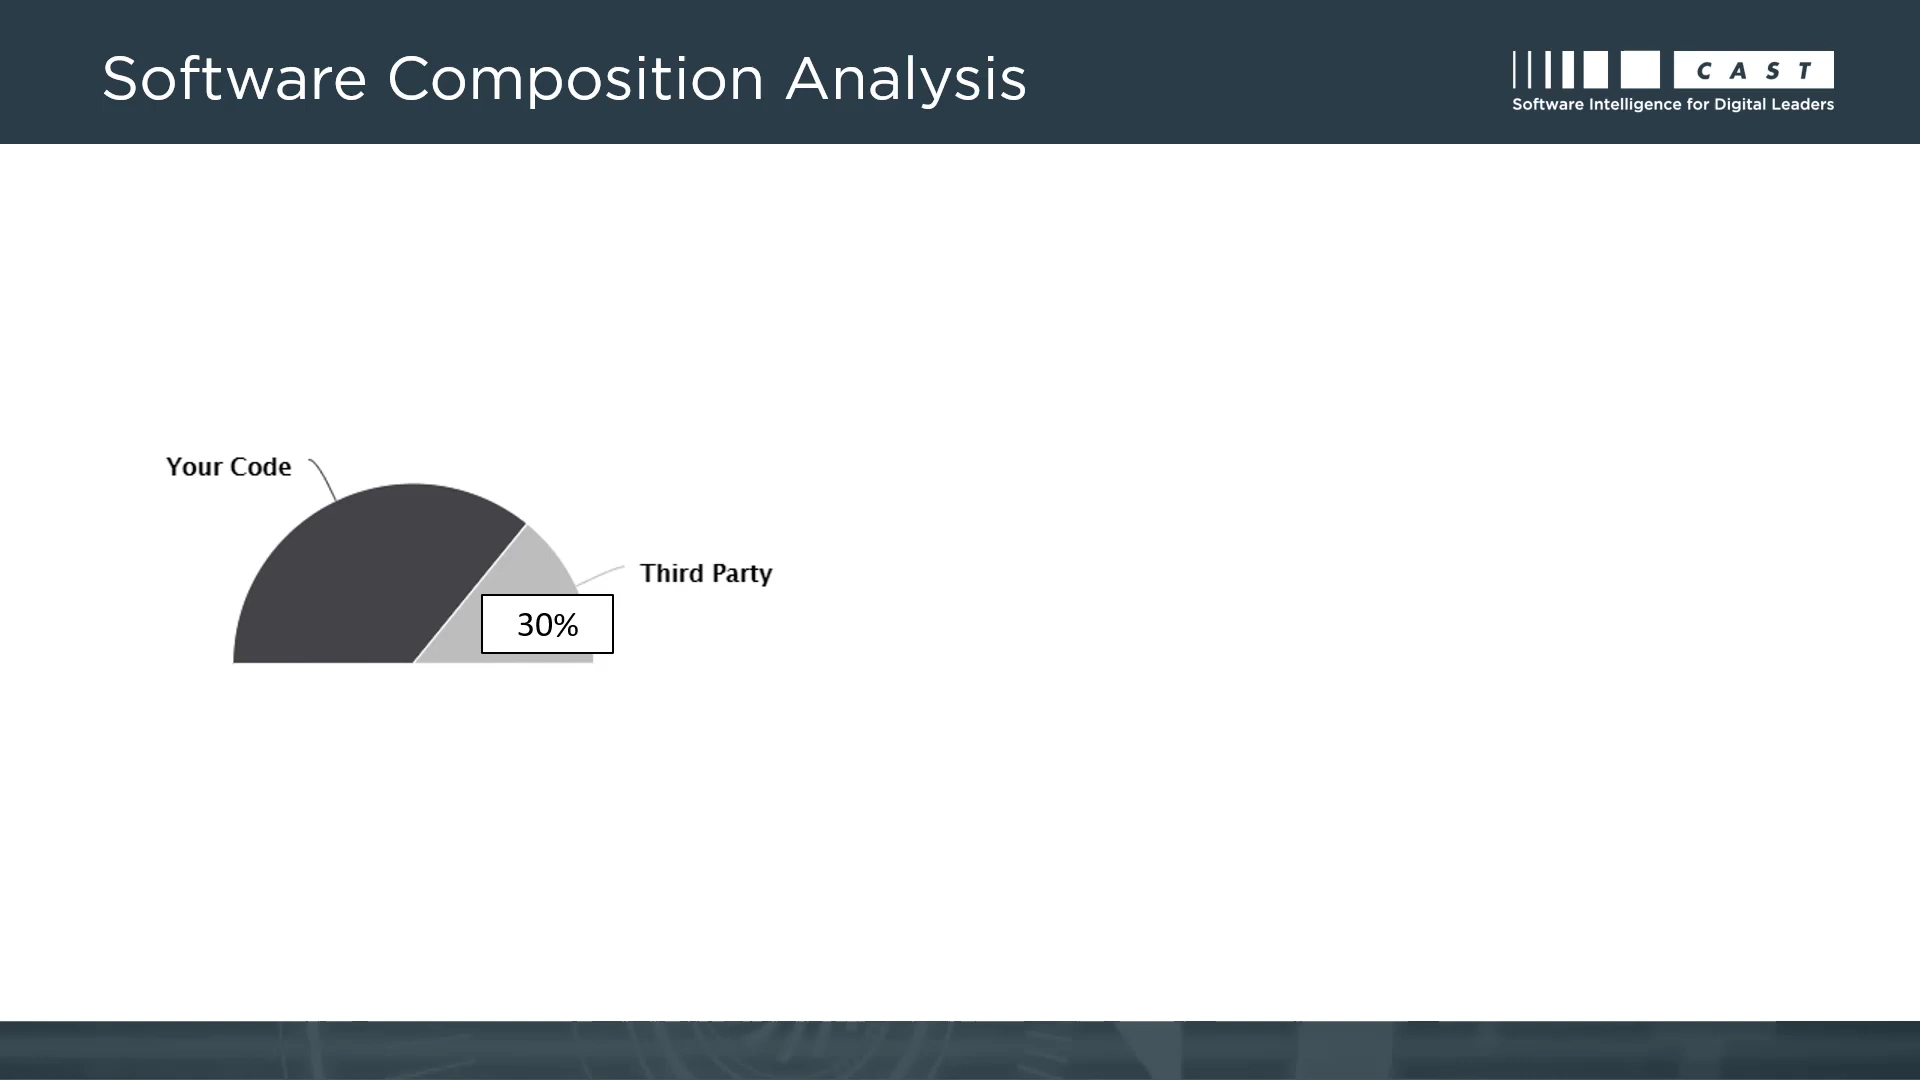 Software Composition Analysis
CAST
Software Intelligence for Digital Leaders
Your Code
Third Party
30%